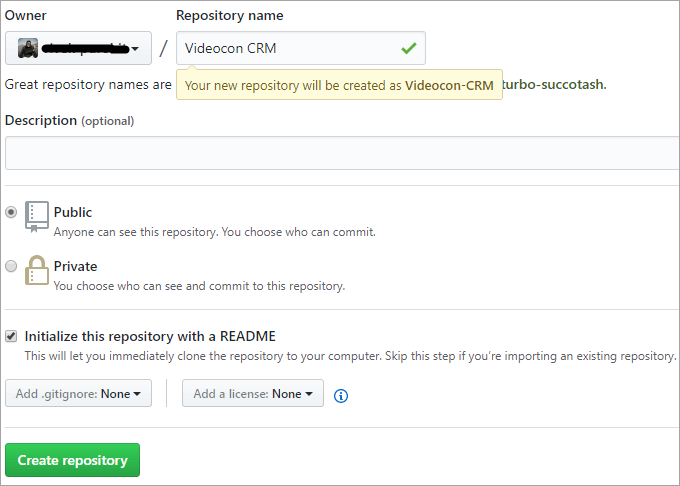 Owner
Repository name
/
Videocon CRM
Great repository names are
turbo-succotash.
Your new repository will be created as Videocon-CRM
Description (optional)
Public
Anyone can see this repository. You choose who can commit.
Private
You choose who can see and commit to this repository.
Initialize this repository with a README
This will let you immediately clone the repository to your computer. Skip this step if you're importing an existing repository.
Add .gitignore: None
Add a license: None
Create repository